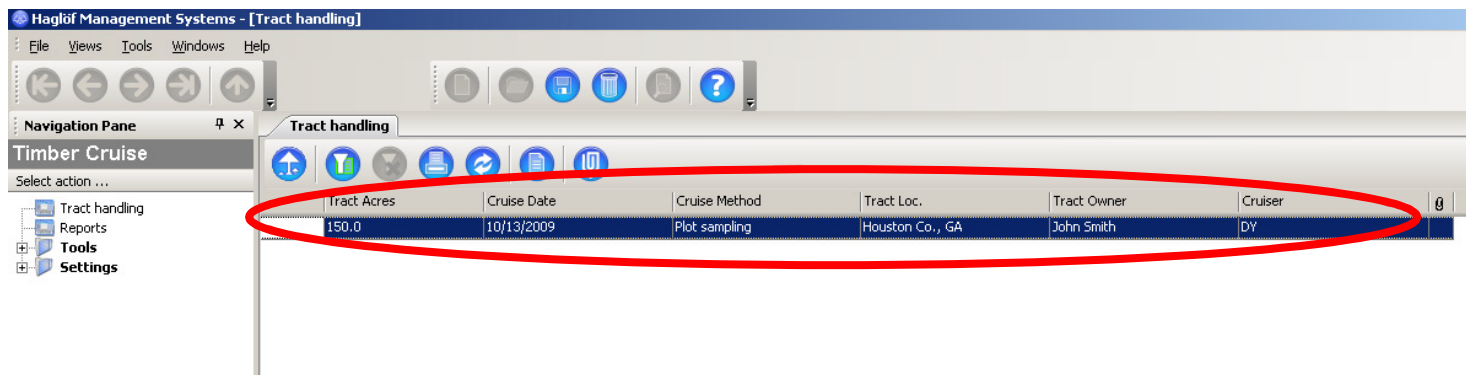 Haglöf Management Systems - [Tract handling]
File Views Tools Windows Help
Navigation Pane
Timber Cruise
Select action ...
Tract handling
Reports
Tools
Settings
Tract handling
Tract Acres Cruise Date Cruise Method Tract Loc. Tract Owner Cruiser
150.0 10/13/2009 Plot sampling Houston Co., GA John Smith DY